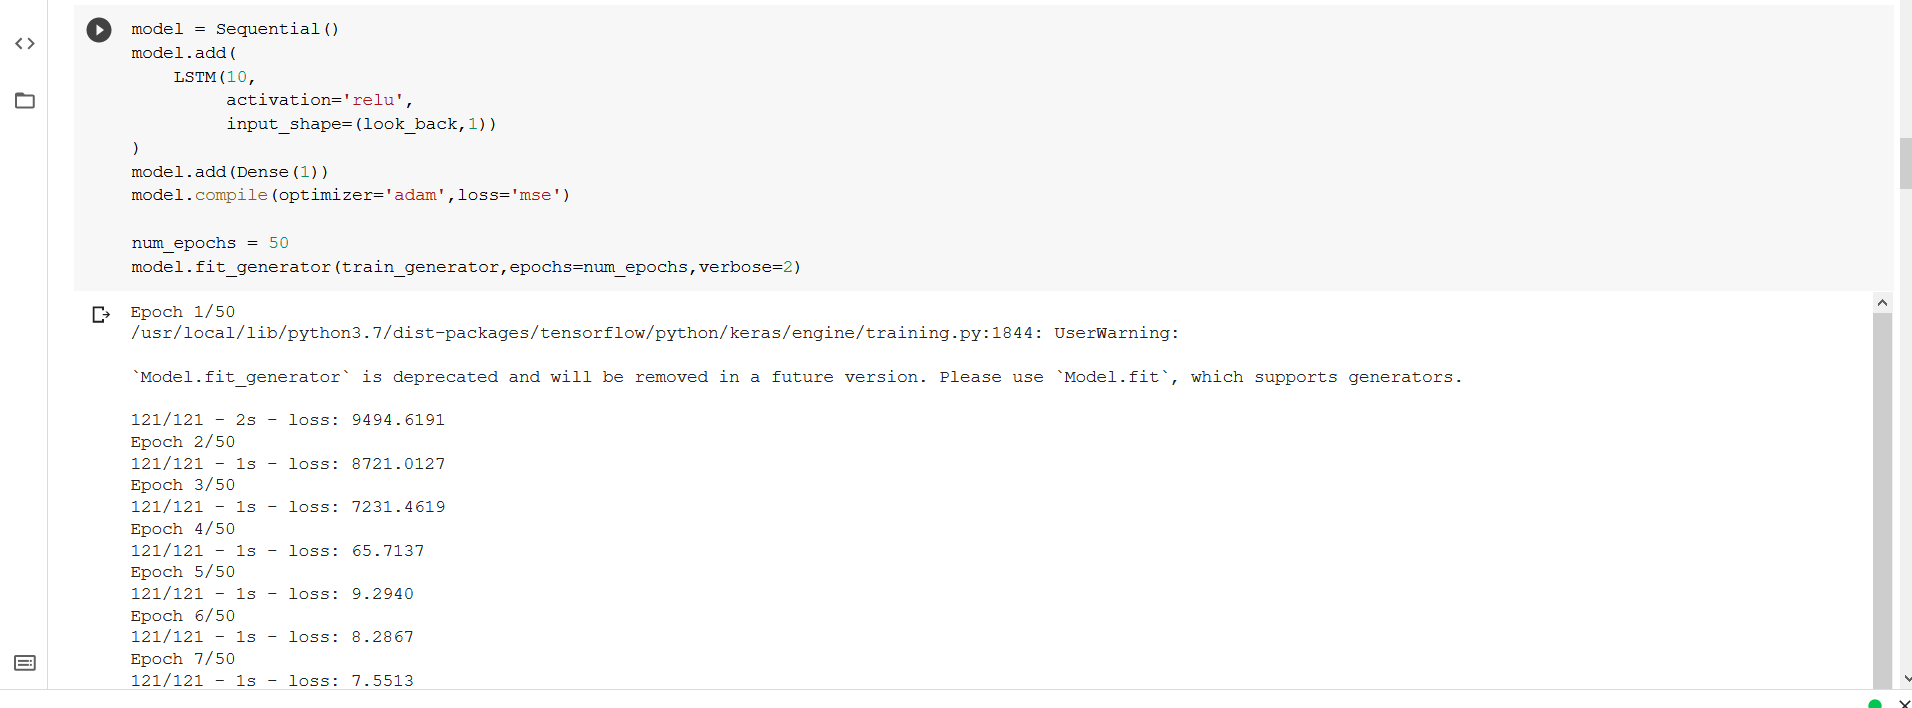 model = Sequential()
model.add(
    LSTM(10,
         activation='relu',
         input_shape=(look_back,1))
)
model.add(Dense(1))
model.compile(optimizer='adam',loss='mse')

num_epochs = 50
model.fit_generator(train_generator,epochs=num_epochs,verbose=2)
Epoch 1/50
/usr/local/lib/python3.7/dist-packages/tensorflow/python/keras/engine/training.py:1844: UserWarning:

`Model.fit_generator` is deprecated and will be removed in a future version. Please use `Model.fit`, which supports generators.

121/121 - 2s - loss: 9494.6191
Epoch 2/50
121/121 - 1s - loss: 8721.0127
Epoch 3/50
121/121 - 1s - loss: 7231.4619
Epoch 4/50
121/121 - 1s - loss: 65.7137
Epoch 5/50
121/121 - 1s - loss: 9.2940
Epoch 6/50
121/121 - 1s - loss: 8.2867
Epoch 7/50
121/121 - 1s - loss: 7.5513